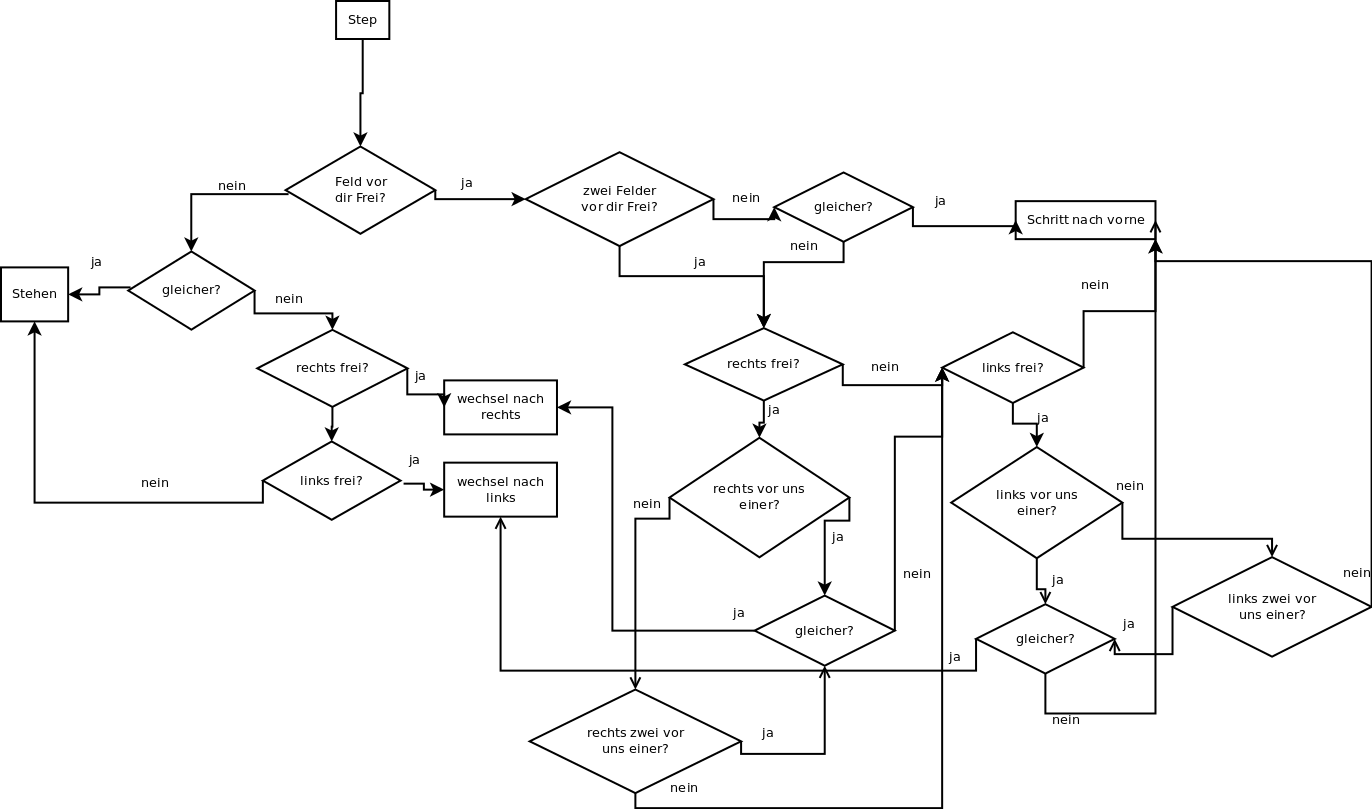 Step
Feld vor
dir Frei?
nein
ja
zwei Felder
vor dir Frei?
nein
gleicher?
ja
Schritt nach vorne
nein
ja
ja
gleicher?
Stehen
nein
nein
rechts frei?
ja
rechts frei?
nein
links frei?
wechsel nach
rechts
ja
ja
links frei?
ja
wechsel nach
links
nein
rechts vor uns
einer?
nein
ja
links vor uns
einer?
nein
nein
ja
links zwei vor
uns einer?
nein
ja
ja
gleicher?
gleicher?
ja
ja
nein
rechts zwei vor
uns einer?
ja
nein